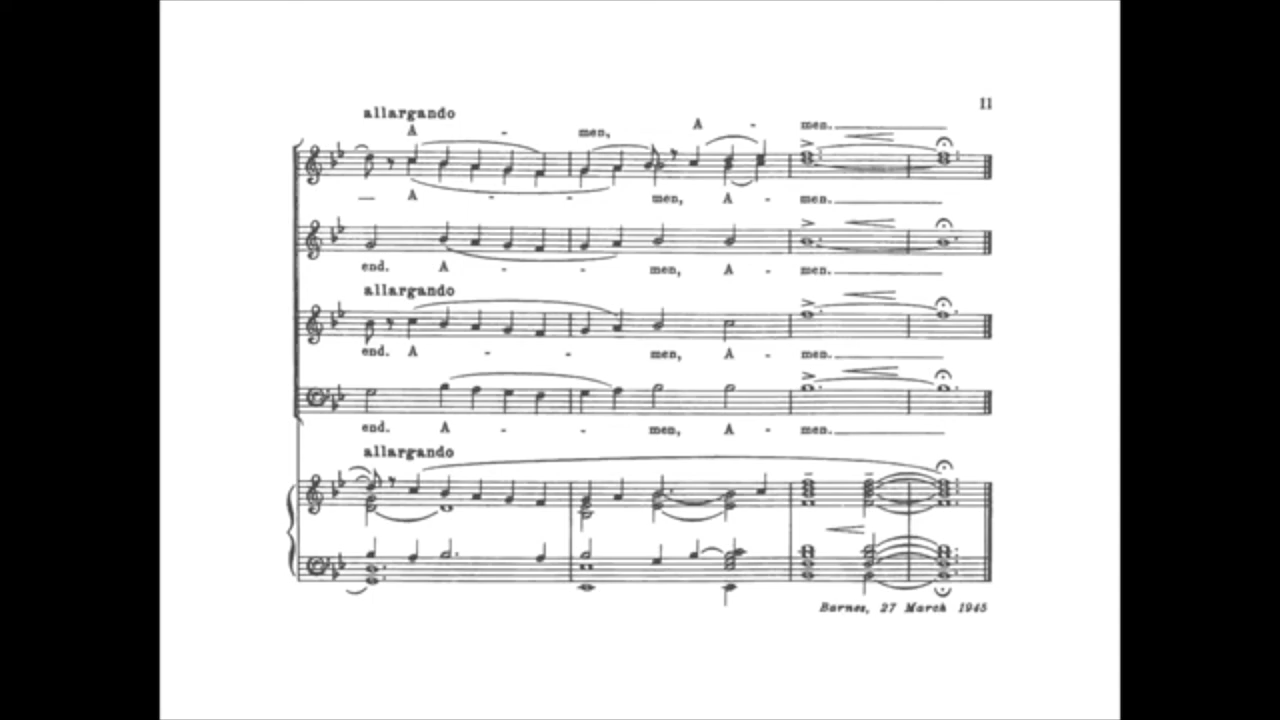 11
allargando
A - men, A - men.
A - - men, A - men.
end. A - - men, A - men.
allargando
end. A - - men, A - men.
end. A - - men, A - men.
allargando
Barnes, 27 March 1945